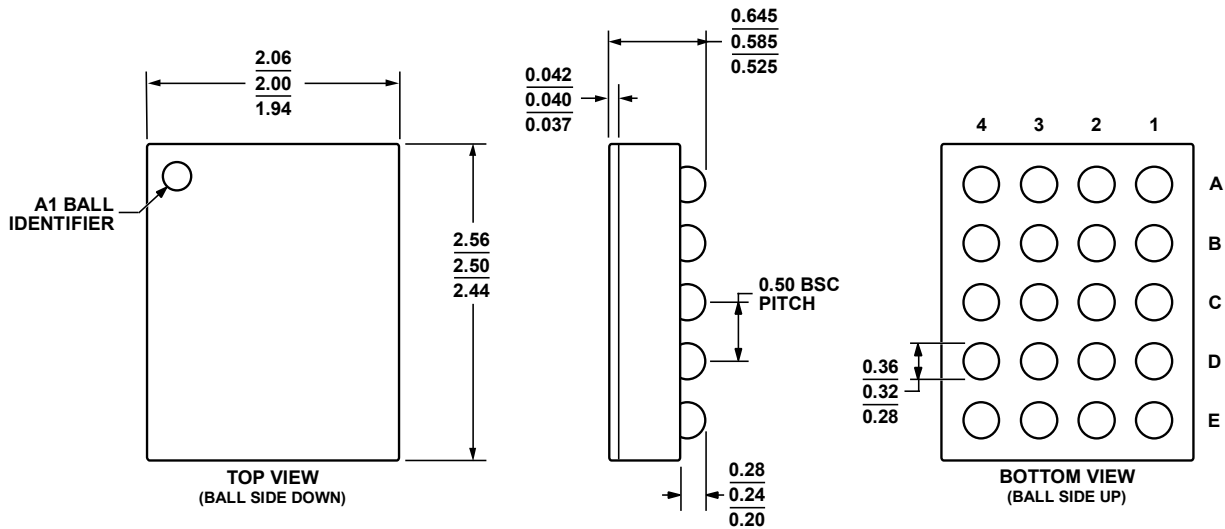 2.06
2.00
1.94
A1 BALL
IDENTIFIER
2.56
2.50
2.44
TOP VIEW
(BALL SIDE DOWN)
0.645
0.585
0.525
0.042
0.040
0.037
0.50 BSC
PITCH
0.28
0.24
0.20
4 3 2 1
A
B
C
D
E
0.36
0.32
0.28
BOTTOM VIEW
(BALL SIDE UP)